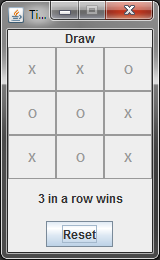 Ti...
Draw
x x o
o o x
x o x
3 in a row wins
Reset